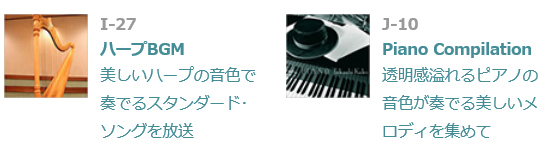 I-27
ハープBGM
美しいハープの音色で
奏でるスタンダード・
ソングを放送
J-10
Piano Compilation
透明感溢れるピアノの
音色が奏でる美しいメ
ロディを集めて